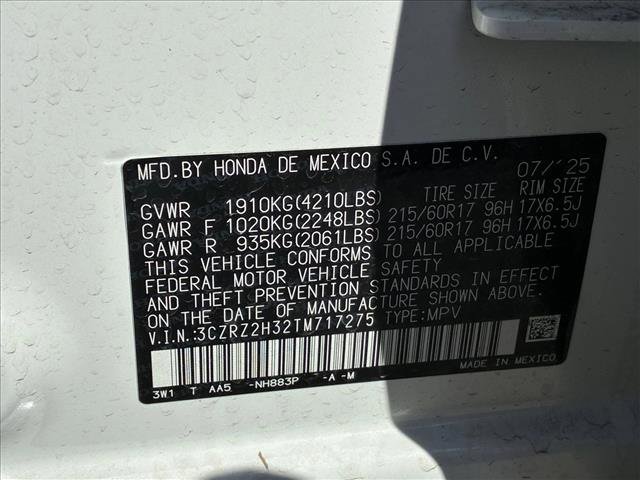 MFD.BY HONDA DE MEXICO S.A. DE C.V. 07/'25
TIRE SIZE RIM SIZE
GVWR 1910KG(4210LBS)
GAWR F 1020KG(2248LBS) 215/60R17 96H 17X6.5J
GAWR R 935KG(2061LBS) 215/60R17 96H 17X6.5J
THIS VEHICLE CONFORMS TO ALL APPLICABLE
FEDERAL MOTOR VEHICLE SAFETY
AND THEFT PREVENTION STANDARDS IN EFFECT
ON THE DATE OF MANUFACTURE SHOWN ABOVE.
V.I.N.:3CZRZ2H32TM717275 TYPE:MPV
MADE IN MEXICO
3W1 T AA5 -NH883P -A -M